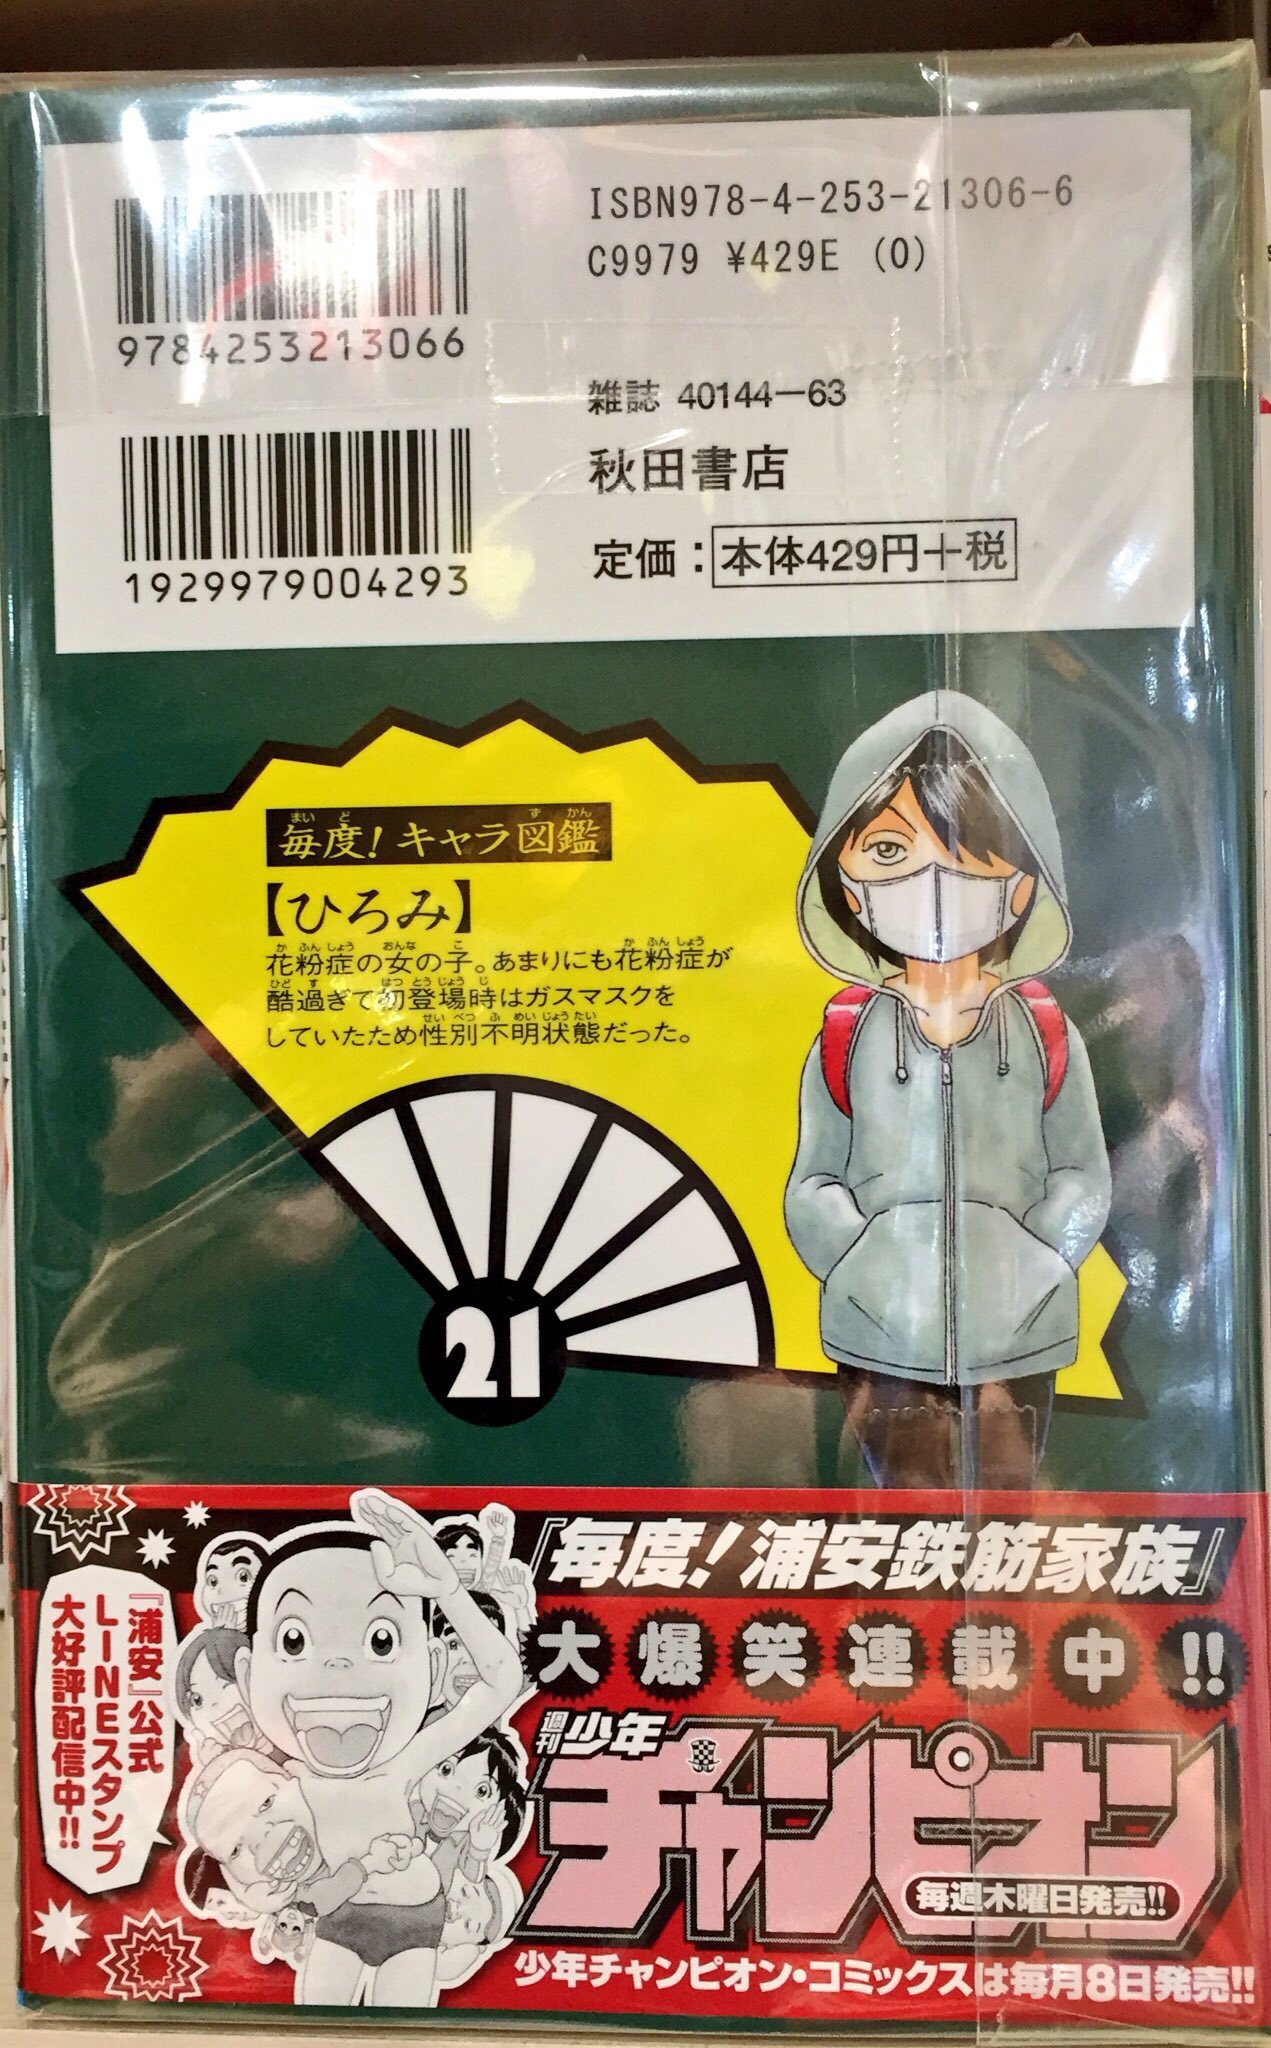 ISBN978-4-253-21306-6
C9979 ¥429E (0)
9784253213066
雑誌 40144-63
秋田書店
1929979004293
定価：本体429円+税
毎度！キャラ図鑑
【ひろみ】
花粉症の女の子。あまりにも花粉症が
酷過ぎて初登場時はガスマスクを
していたため性別不明状態だった。
21
『毎度！浦安鉄筋家族』
大爆笑連載中!!
『浦安』公式
LINEスタンプ
大好評配信中!!
週刊少年
チャンピオン
毎週木曜日発売!!
少年チャンピオン・コミックスは毎月8日発売!!